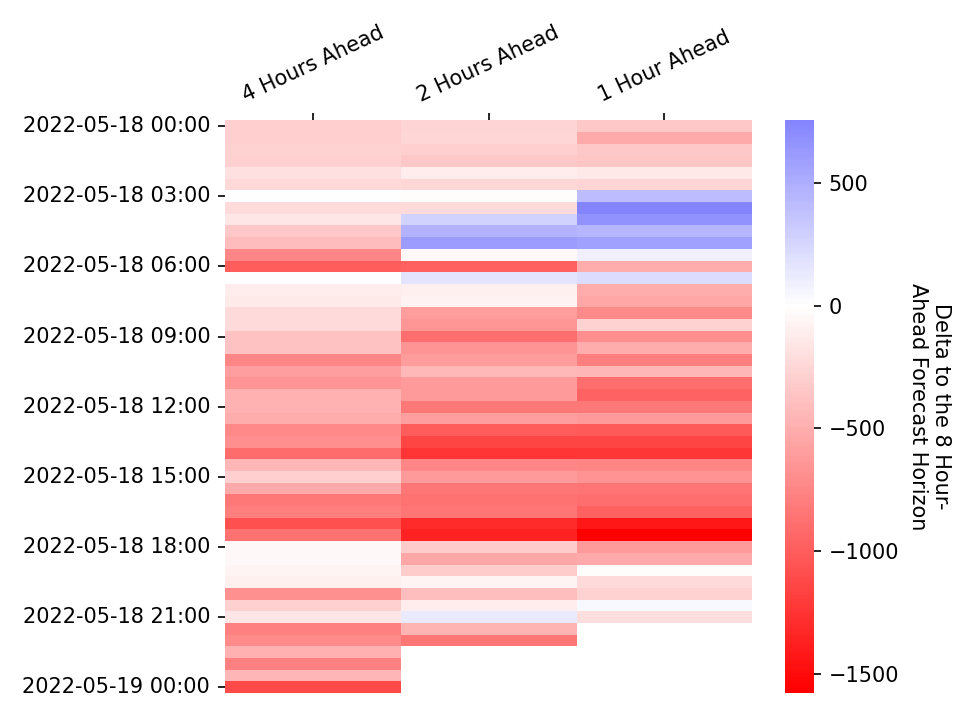 4 Hours Ahead
2 Hours Ahead
1 Hour Ahead
2022-05-18 00:00
2022-05-18 03:00
2022-05-18 06:00
2022-05-18 09:00
2022-05-18 12:00
2022-05-18 15:00
2022-05-18 18:00
2022-05-18 21:00
2022-05-19 00:00
500
0
−500
−1000
−1500
Delta to the 8 Hour-
Ahead Forecast Horizon